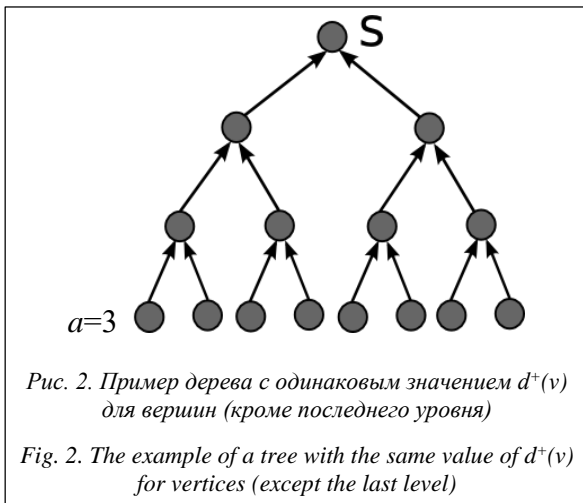 S
a=3
Рис. 2. Пример дерева с одинаковым значением d⁺(v)
для вершин (кроме последнего уровня)
Fig. 2. The example of a tree with the same value of d⁺(v)
for vertices (except the last level)